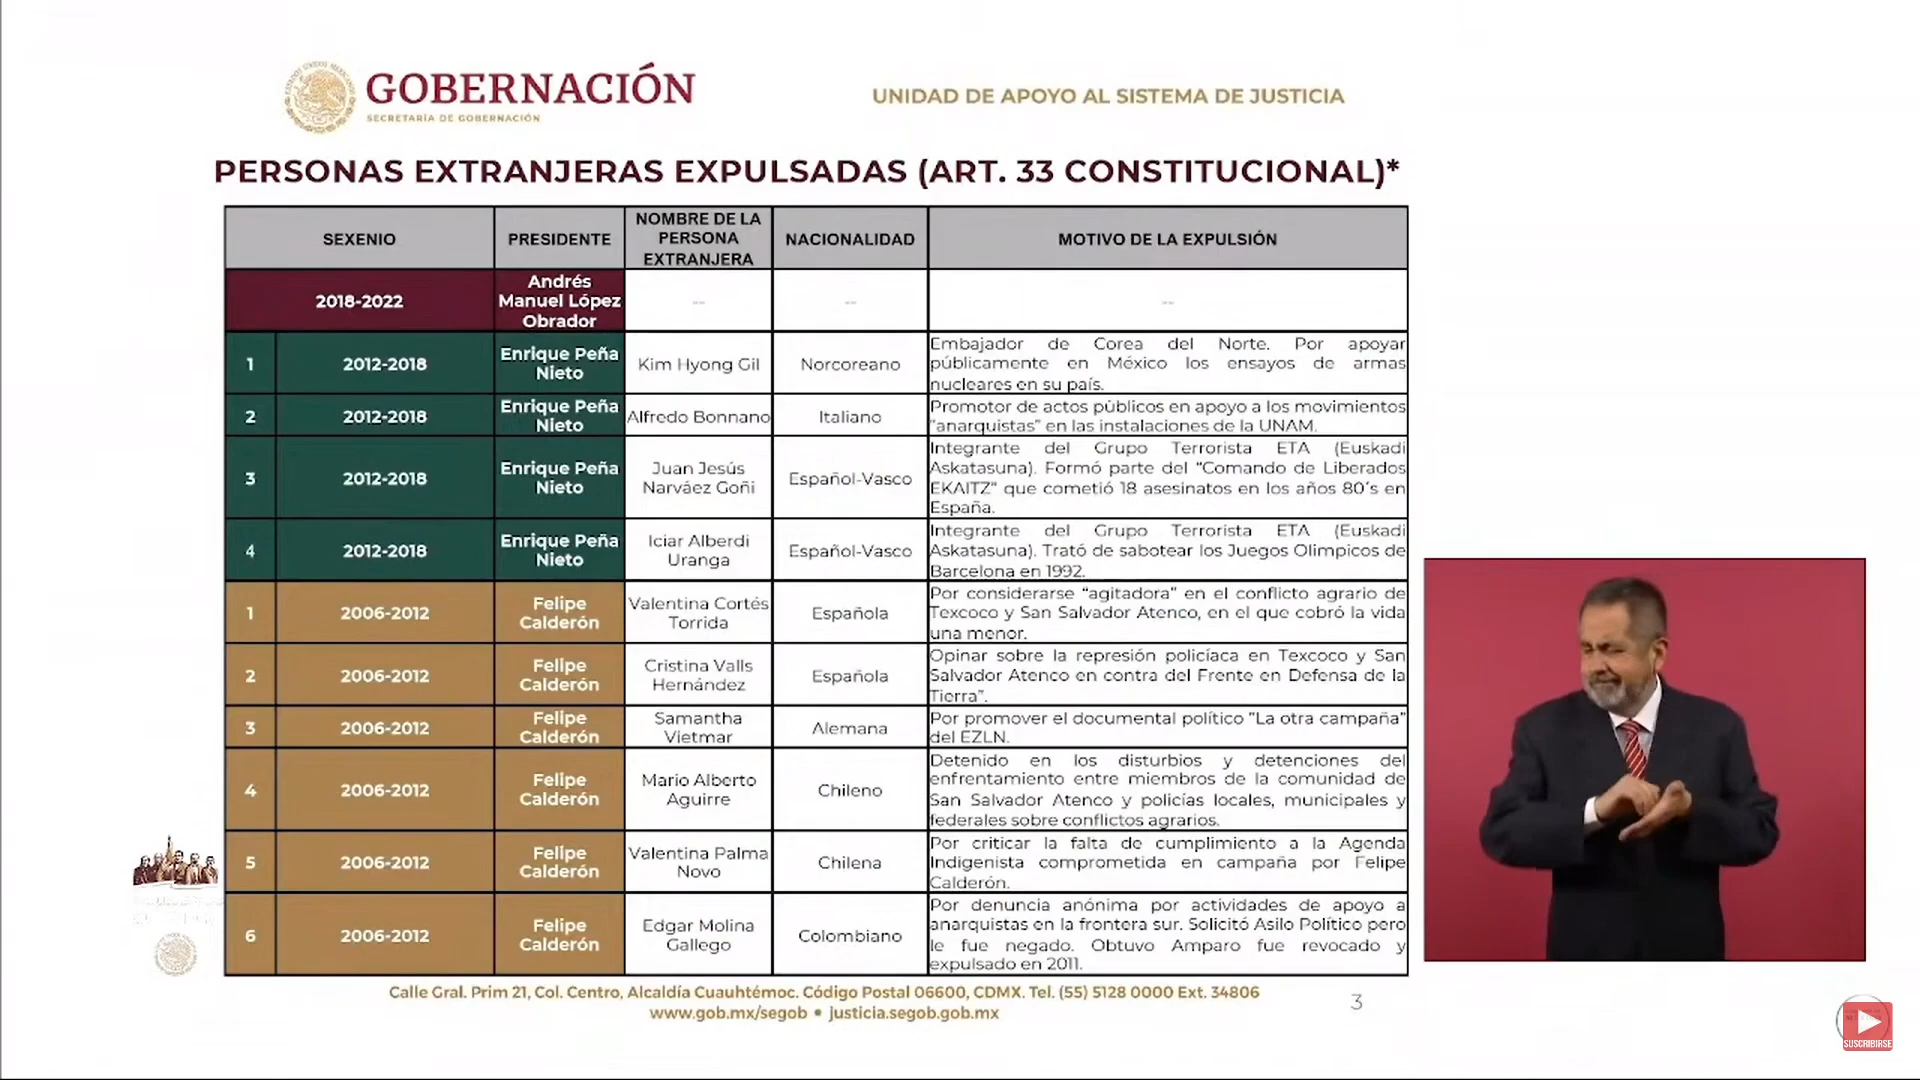 GOBERNACIÓN
SECRETARÍA DE GOBERNACIÓN
UNIDAD DE APOYO AL SISTEMA DE JUSTICIA
PERSONAS EXTRANJERAS EXPULSADAS (ART. 33 CONSTITUCIONAL)*
SEXENIO
PRESIDENTE
NOMBRE DE LA
PERSONA
EXTRANJERA
NACIONALIDAD
MOTIVO DE LA EXPULSIÓN
2018-2022
Andrés
Manuel López
Obrador
--
--
--
1
2012-2018
Enrique Peña
Nieto
Kim Hyong Gil
Norcoreano
Embajador de Corea del Norte. Por apoyar
públicamente en México los ensayos de armas
nucleares en su país.
2
2012-2018
Enrique Peña
Nieto
Alfredo Bonnano
Italiano
Promotor de actos públicos en apoyo a los movimientos
"anarquistas" en las instalaciones de la UNAM.
3
2012-2018
Enrique Peña
Nieto
Juan Jesús
Narváez Goñi
Español-Vasco
Integrante del Grupo Terrorista ETA (Euskadi
Askatasuna). Formó parte del "Comando de Liberados
EKAITZ" que cometió 18 asesinatos en los años 80´s en
España.
4
2012-2018
Enrique Peña
Nieto
Iciar Alberdi
Uranga
Español-Vasco
Integrante del Grupo Terrorista ETA (Euskadi
Askatasuna). Trató de sabotear los Juegos Olimpicos de
Barcelona en 1992.
1
2006-2012
Felipe
Calderón
Valentina Cortés
Torrida
Española
Por considerarse "agitadora" en el conflicto agrario de
Texcoco y San Salvador Atenco, en el que cobró la vida
una menor.
2
2006-2012
Felipe
Calderón
Cristina Valls
Hernández
Española
Opinar sobre la represión policíaca en Texcoco y San
Salvador Atenco en contra del Frente en Defensa de la
Tierra".
3
2006-2012
Felipe
Calderón
Samantha
Vietmar
Alemana
Por promover el documental político "La otra campaña"
del EZLN.
4
2006-2012
Felipe
Calderón
Mario Alberto
Aguirre
Chileno
Detenido en los disturbios y detenciones del
enfrentamiento entre miembros de la comunidad de
San Salvador Atenco y policías locales, municipales y
federales sobre conflictos agrarios.
5
2006-2012
Felipe
Calderón
Valentina Palma
Novo
Chilena
Por criticar la falta de cumplimiento a la Agenda
Indigenista comprometida en campaña por Felipe
Calderón.
6
2006-2012
Felipe
Calderón
Edgar Molina
Gallego
Colombiano
Por denuncia anónima por actividades de apoyo a
anarquistas en la frontera sur. Solicitó Asilo Político pero
le fue negado. Obtuvo Amparo fue revocado y
expulsado en 2011.
Calle Gral. Prim 21, Col. Centro, Alcaldía Cuauhtémoc. Código Postal 06600, CDMX. Tel. (55) 5128 0000 Ext. 34806
www.gob.mx/segob • justicia.segob.gob.mx
3
SUSCRIBIRSE